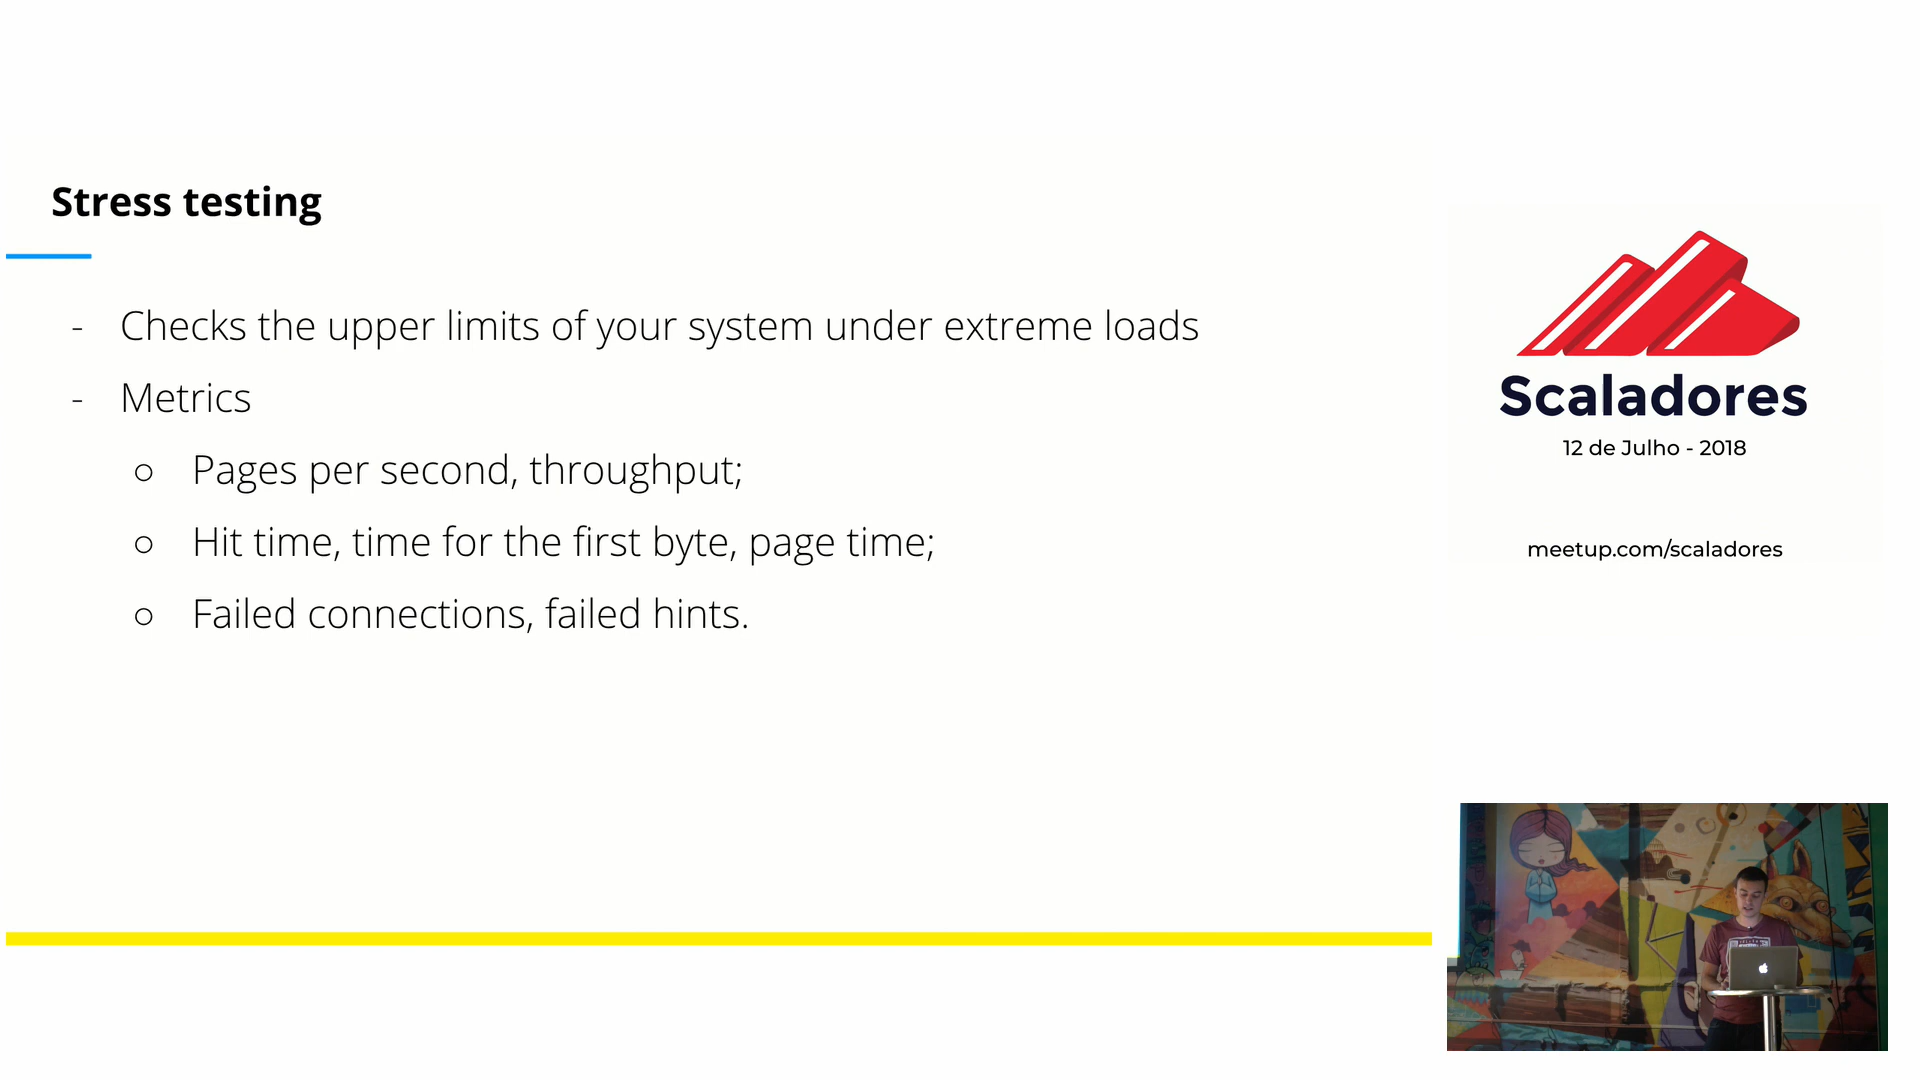 Stress testing
- Checks the upper limits of your system under extreme loads
- Metrics
○ Pages per second, throughput;
○ Hit time, time for the first byte, page time;
○ Failed connections, failed hints.
Scaladores
12 de Julho - 2018
meetup.com/scaladores